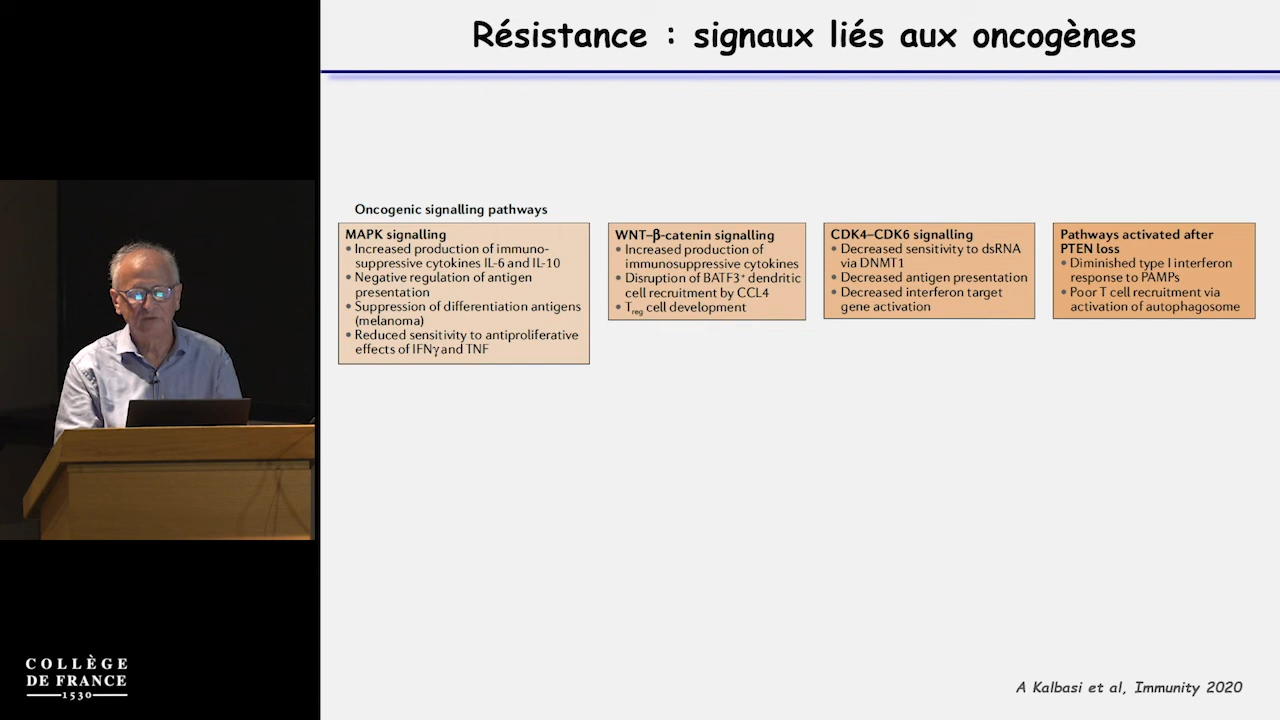 Résistance : signaux liés aux oncogènes
Oncogenic signalling pathways
MAPK signalling
• Increased production of immuno-
suppressive cytokines IL-6 and IL-10
• Negative regulation of antigen
presentation
• Suppression of differentiation antigens
(melanoma)
• Reduced sensitivity to antiproliferative
effects of IFNγ and TNF
WNT–β-catenin signalling
• Increased production of
immunosuppressive cytokines
• Disruption of BATF3⁺ dendritic
cell recruitment by CCL4
• Treg cell development
CDK4–CDK6 signalling
• Decreased sensitivity to dsRNA
via DNMT1
• Decreased antigen presentation
• Decreased interferon target
gene activation
Pathways activated after
PTEN loss
• Diminished type I interferon
response to PAMPs
• Poor T cell recruitment via
activation of autophagosome
A Kalbasi et al, Immunity 2020
COLLÈGE
DE FRANCE
1530